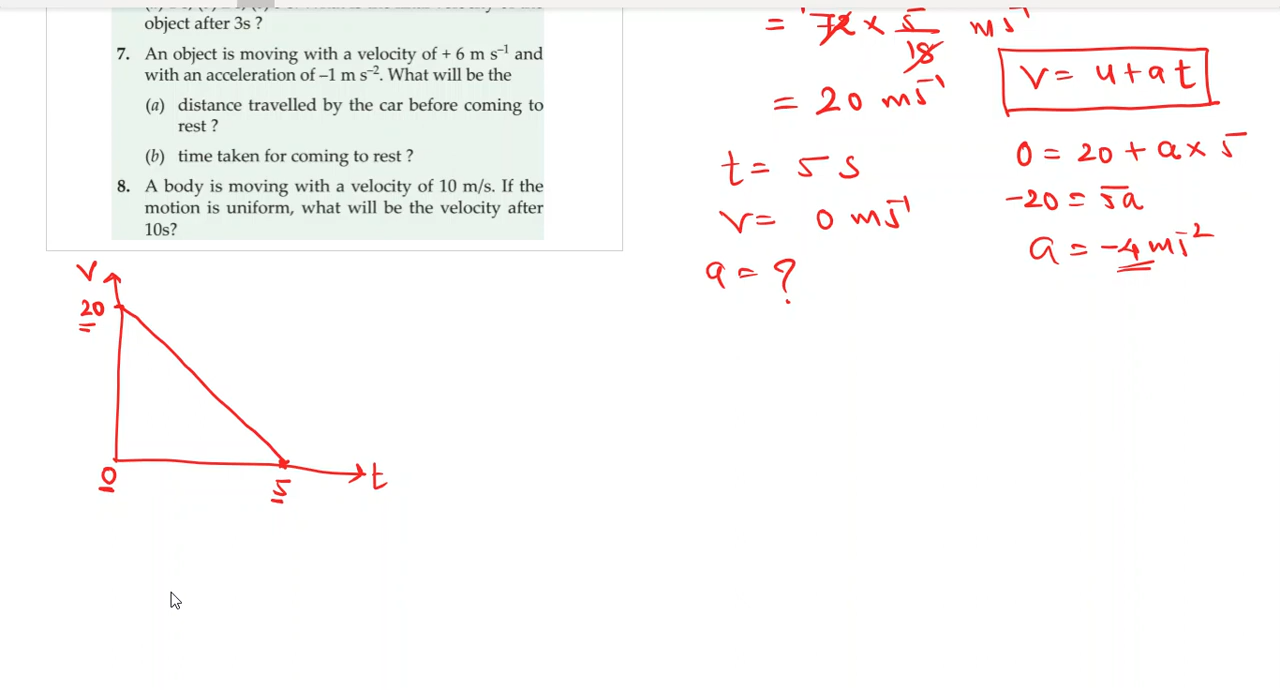 object after 3s ?
7. An object is moving with a velocity of + 6 m s⁻¹ and
with an acceleration of –1 m s⁻². What will be the
(a) distance travelled by the car before coming to
rest ?
(b) time taken for coming to rest ?
8. A body is moving with a velocity of 10 m/s. If the
motion is uniform, what will be the velocity after
10s?
V
20
0
5
t
= 72 × 5/18 ms⁻¹
= 20 ms⁻¹
t = 5 s
v = 0 ms⁻¹
a = ?
v = u + at
0 = 20 + a × 5
-20 = 5a
a = -4 ms⁻²